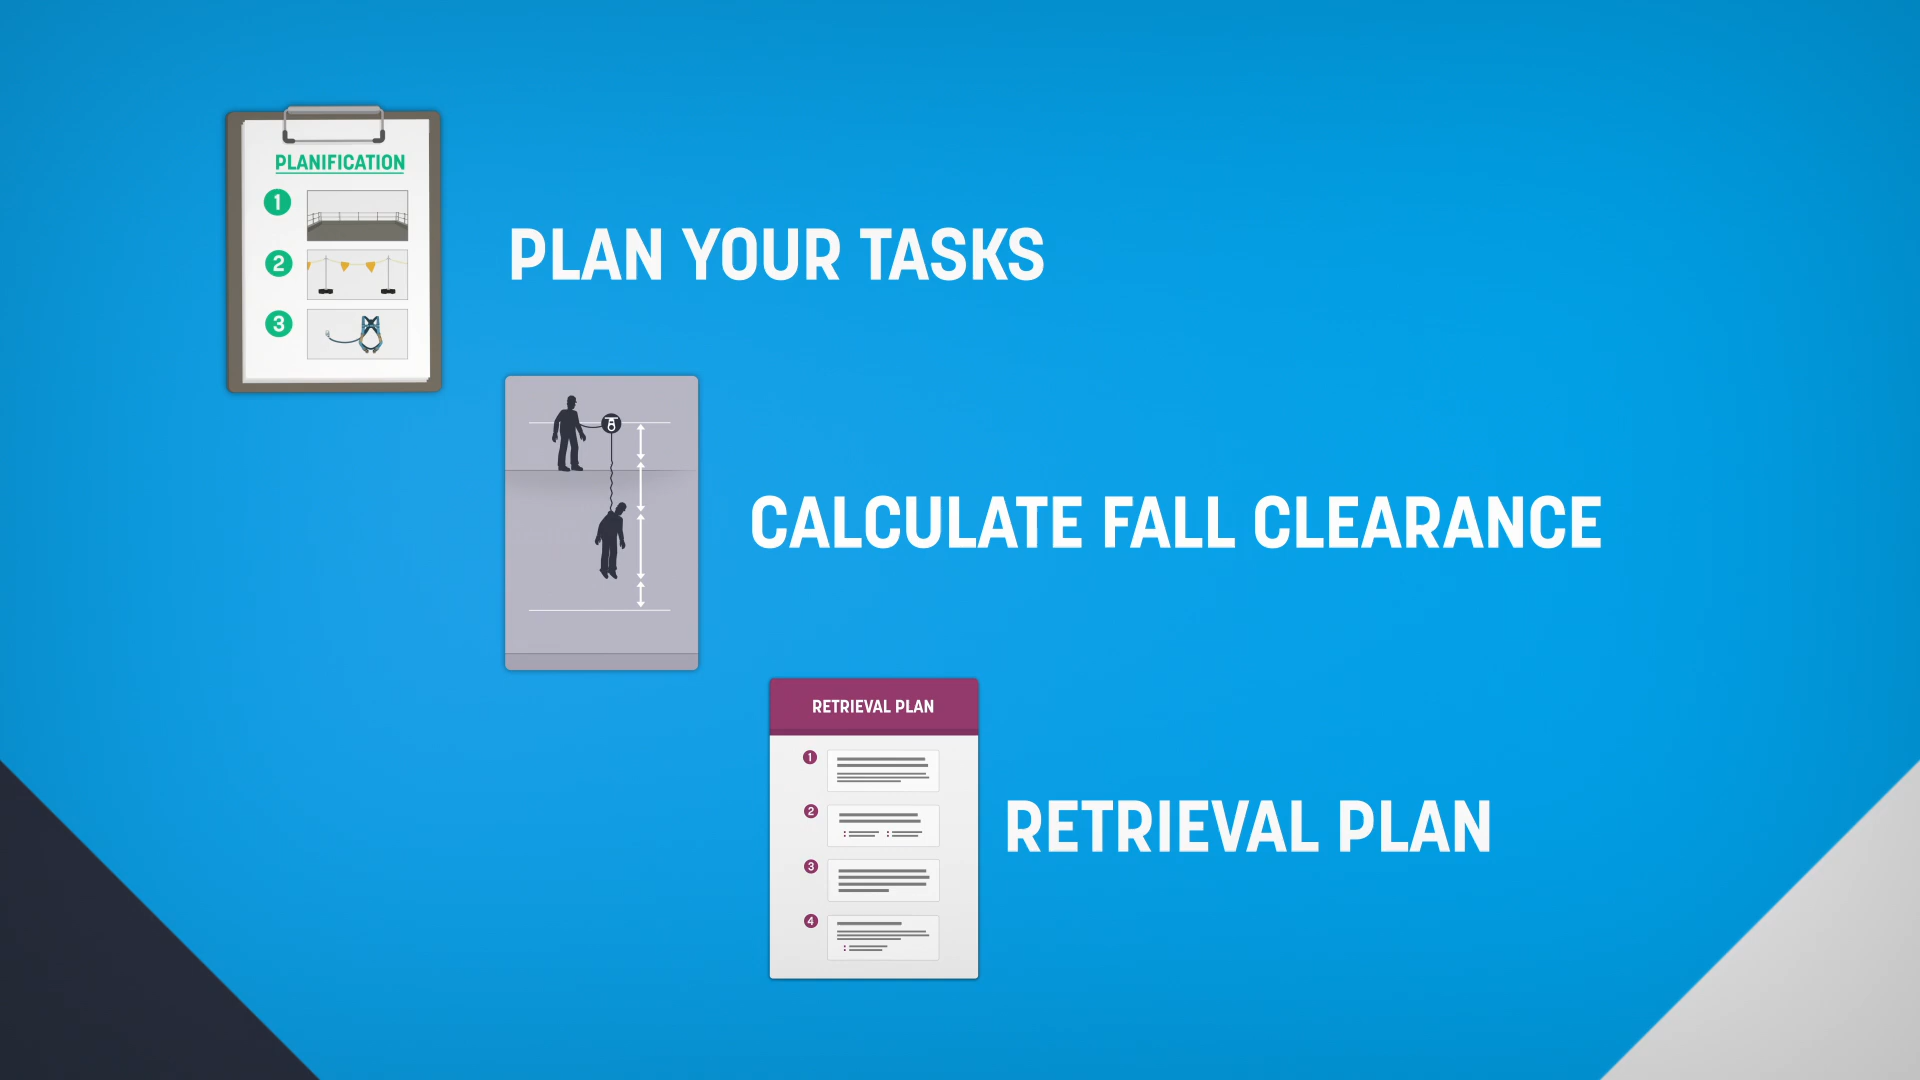 PLANIFICATION
1
2
3
PLAN YOUR TASKS
CALCULATE FALL CLEARANCE
RETRIEVAL PLAN
1
2
3
4
RETRIEVAL PLAN